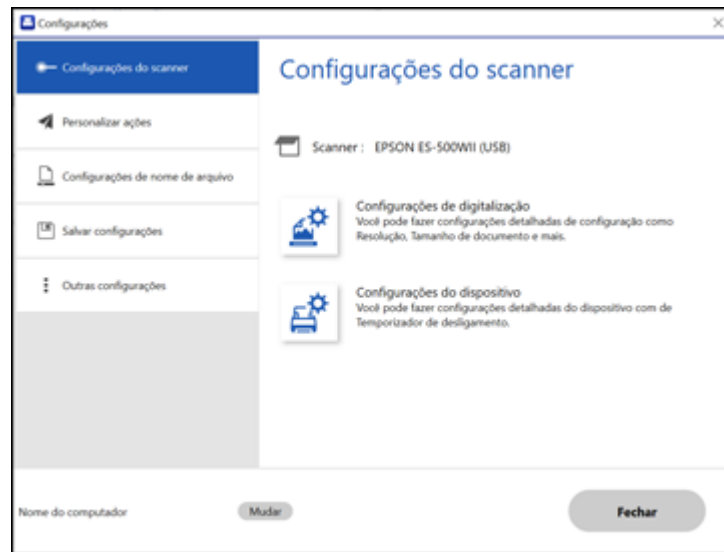 Configurações
Configurações do scanner
Personalizar ações
Configurações de nome de arquivo
Salvar configurações
Outras configurações
Configurações do scanner
Scanner : EPSON ES-500WII (USB)
Configurações de digitalização
Você pode fazer configurações detalhadas de configuração como
Resolução, Tamanho de documento e mais.
Configurações do dispositivo
Você pode fazer configurações detalhadas do dispositivo com de
Temporizador de desligamento.
Nome do computador
Mudar
Fechar